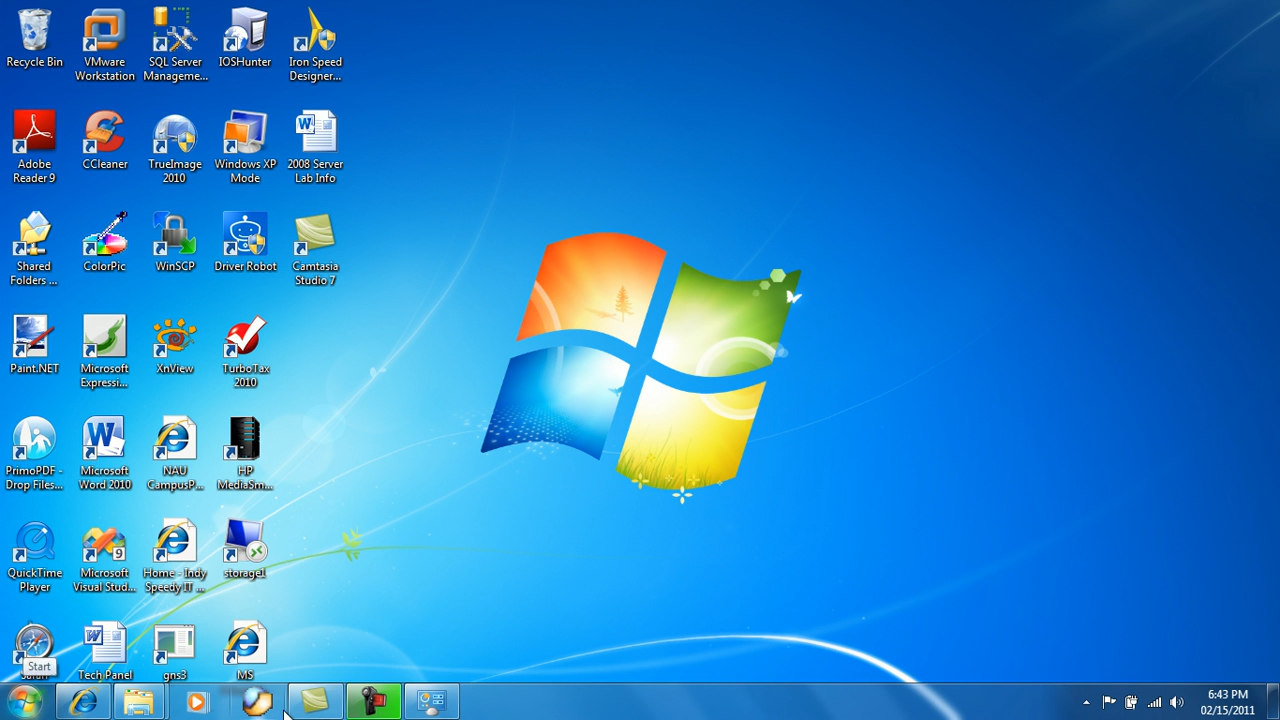 Recycle Bin
VMware
Workstation
SQL Server
Manageme...
IOSHunter
Iron Speed
Designer...
Adobe
Reader 9
CCleaner
TrueImage
2010
Windows XP
Mode
2008 Server
Lab Info
Shared
Folders ...
ColorPic
WinSCP
Driver Robot
Camtasia
Studio 7
Paint.NET
Microsoft
Expressi...
XnView
TurboTax
2010
PrimoPDF -
Drop Files...
Microsoft
Word 2010
NAU
CampusP...
HP
MediaSm...
QuickTime
Player
Microsoft
Visual Stud...
Home - Indy
Speedy IT ...
storage1
Start
Tech Panel
gns3
MS
6:43 PM
02/15/2011